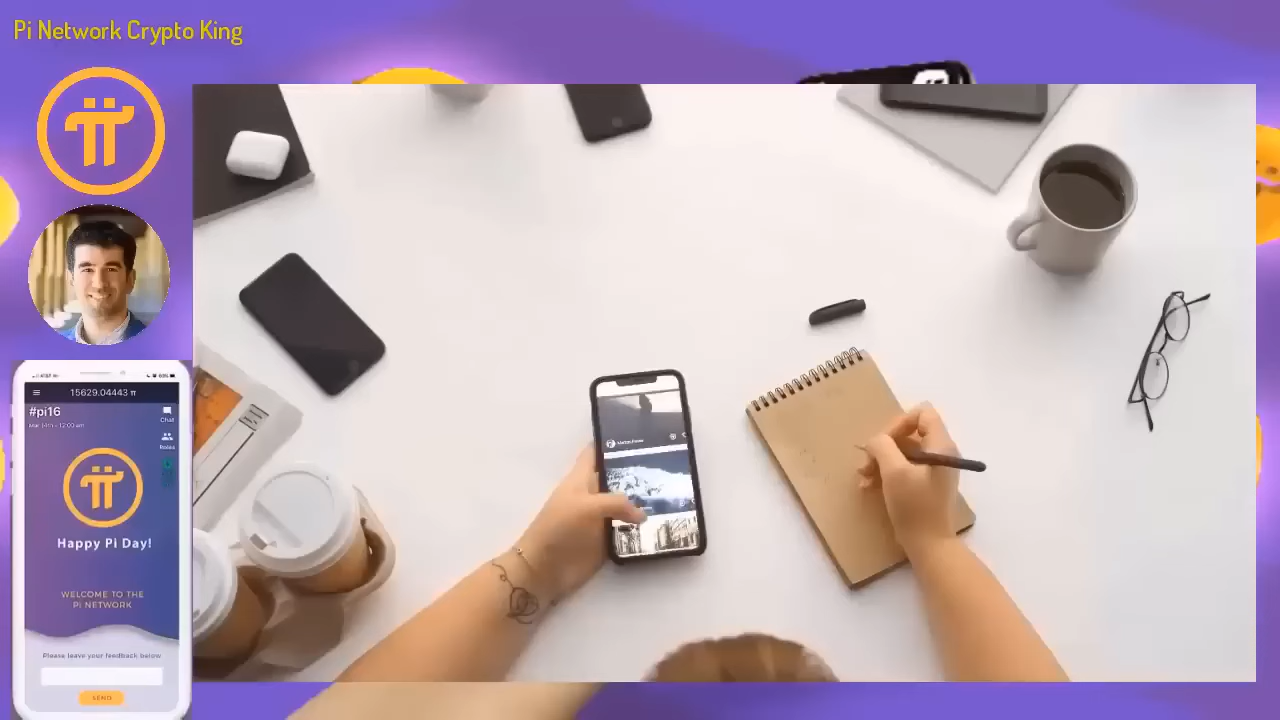 Pi Network Crypto King
15629.04443 π
#pi16
Chat
Roles
Happy Pi Day!
WELCOME TO THE
PI NETWORK
Please leave your feedback below
SEND